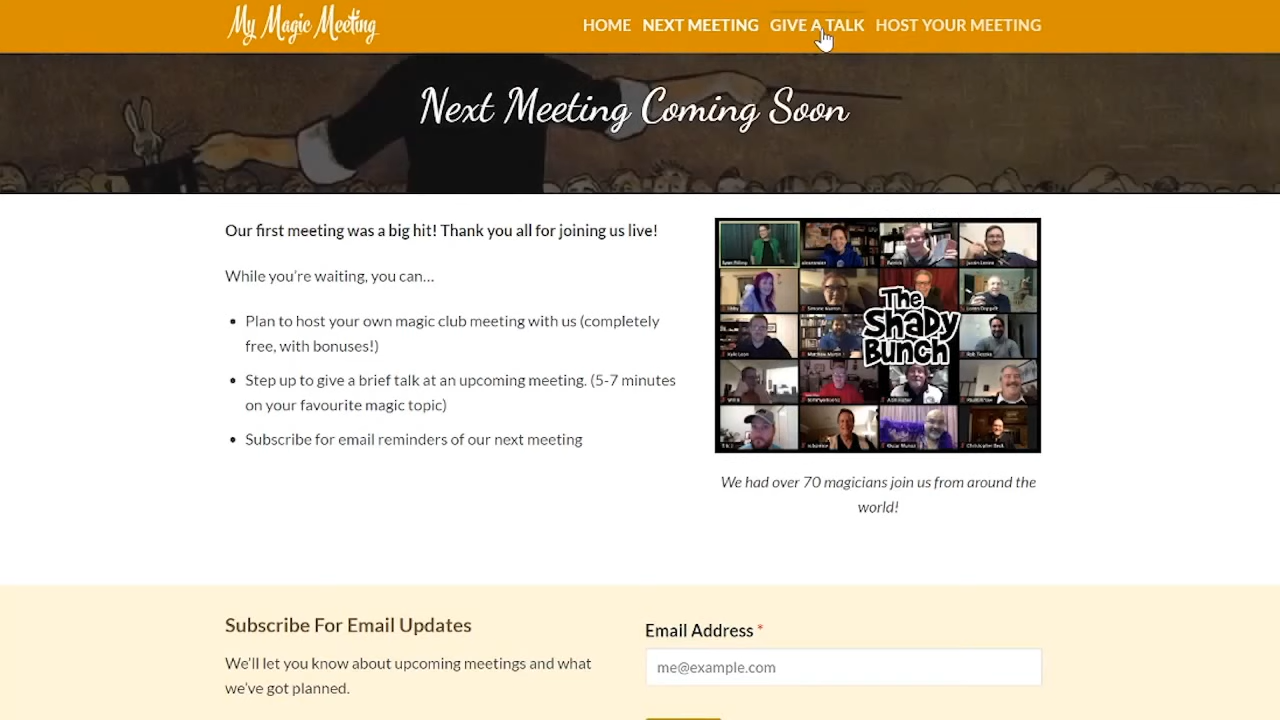 My Magic Meeting
HOME NEXT MEETING GIVE A TALK HOST YOUR MEETING
Next Meeting Coming Soon
Our first meeting was a big hit! Thank you all for joining us live!
While you're waiting, you can...
• Plan to host your own magic club meeting with us (completely
free, with bonuses!)
• Step up to give a brief talk at an upcoming meeting. (5-7 minutes
on your favourite magic topic)
• Subscribe for email reminders of our next meeting
The
Shady
Bunch
We had over 70 magicians join us from around the
world!
Subscribe For Email Updates
We'll let you know about upcoming meetings and what
we've got planned.
Email Address *
me@example.com